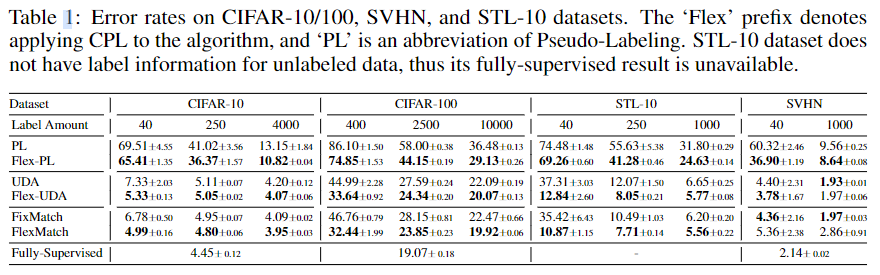 Table 1: Error rates on CIFAR-10/100, SVHN, and STL-10 datasets. The ‘Flex’ prefix denotes
applying CPL to the algorithm, and ‘PL’ is an abbreviation of Pseudo-Labeling. STL-10 dataset does
not have label information for unlabeled data, thus its fully-supervised result is unavailable.
Dataset CIFAR-10 CIFAR-100 STL-10 SVHN
Label Amount 40 250 4000 400 2500 10000 40 250 1000 40 1000
PL 69.51±4.55 41.02±3.56 13.15±1.84 86.10±1.50 58.00±0.38 36.48±0.13 74.48±1.48 55.63±5.38 31.80±0.29 60.32±2.46 9.56±0.25
Flex-PL 65.41±1.35 36.37±1.57 10.82±0.04 74.85±1.53 44.15±0.19 29.13±0.26 69.26±0.60 41.28±0.46 24.63±0.14 36.90±1.19 8.64±0.08
UDA 7.33±2.03 5.11±0.07 4.20±0.12 44.99±2.28 27.59±0.24 22.09±0.19 37.31±3.03 12.07±1.50 6.65±0.25 4.40±2.31 1.93±0.01
Flex-UDA 5.33±0.13 5.05±0.02 4.07±0.06 33.64±0.92 24.34±0.20 20.07±0.13 12.84±2.60 8.05±0.21 5.77±0.08 3.78±1.67 1.97±0.06
FixMatch 6.78±0.50 4.95±0.07 4.09±0.02 46.76±0.79 28.15±0.81 22.47±0.66 35.42±6.43 10.49±1.03 6.20±0.20 4.36±2.16 1.97±0.03
FlexMatch 4.99±0.16 4.80±0.06 3.95±0.03 32.44±1.99 23.85±0.23 19.92±0.06 10.87±1.15 7.71±0.14 5.56±0.22 5.36±2.38 2.86±0.91
Fully-Supervised 4.45± 0.12 19.07± 0.18 - 2.14± 0.02